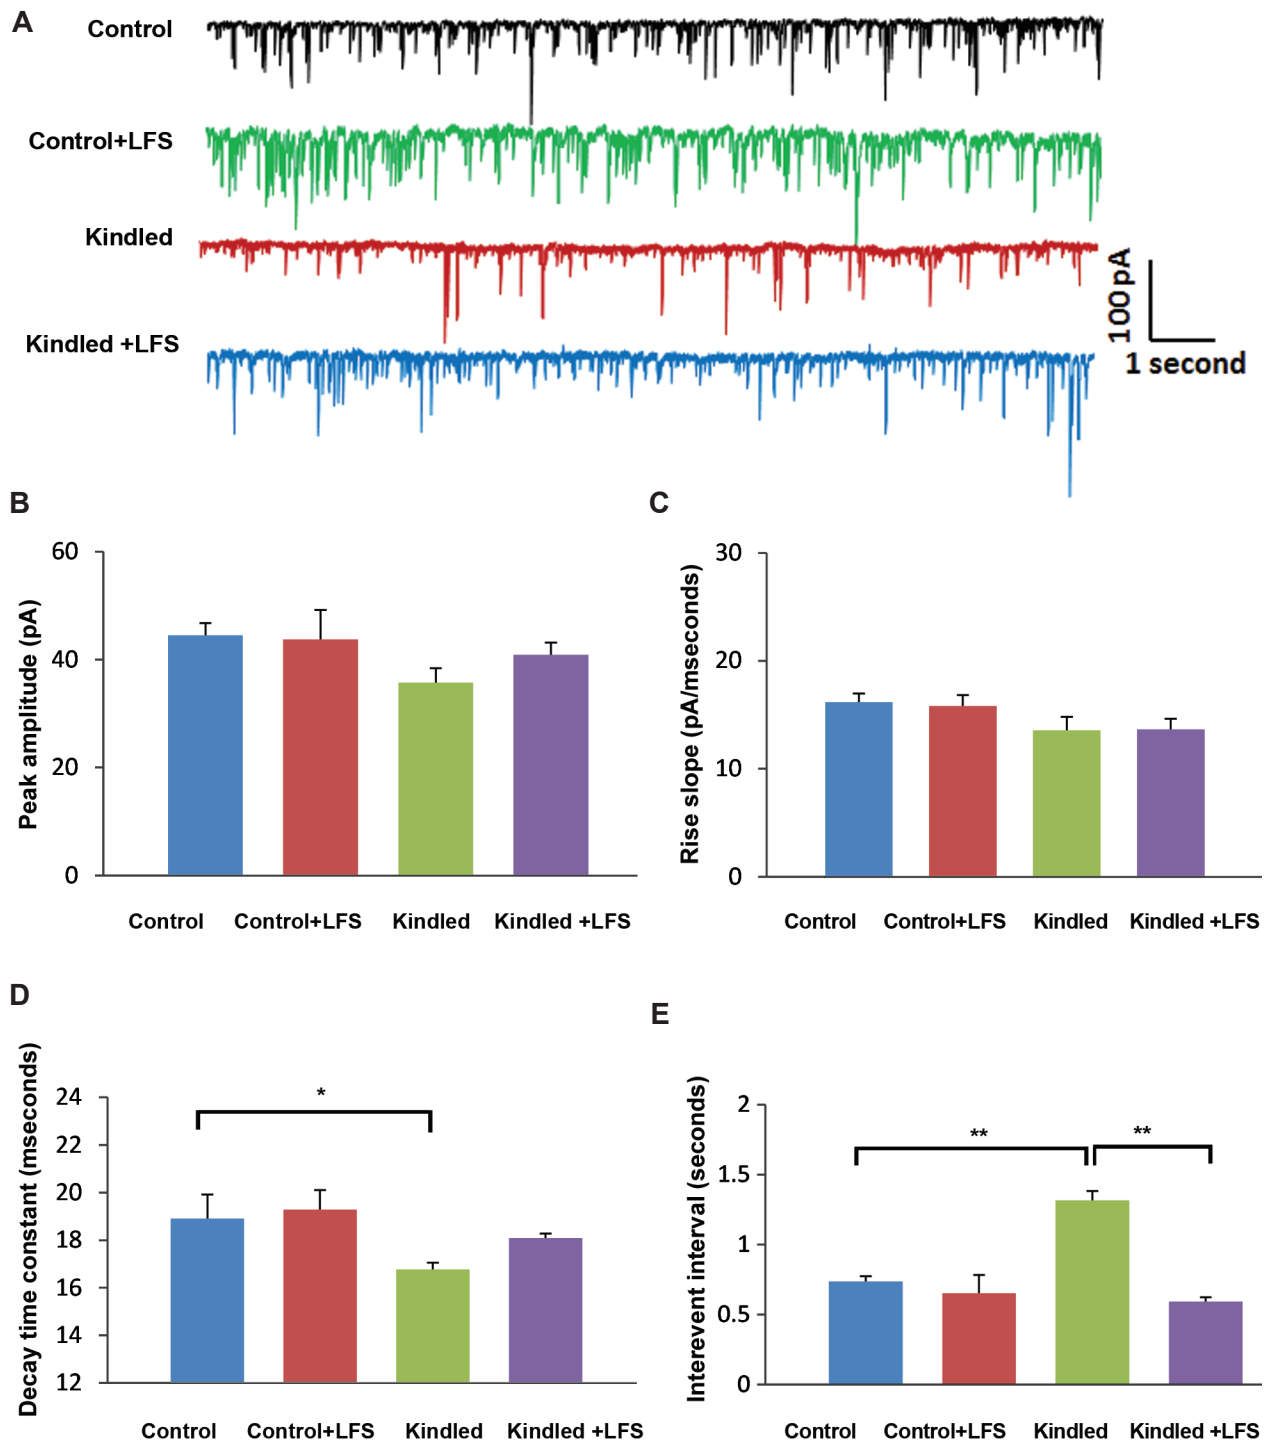 A
Control
Control+LFS
Kindled
Kindled +LFS
100 pA
1 second
B
60
40
20
0
Peak amplitude (pA)
Control Control+LFS Kindled Kindled +LFS
C
30
20
10
0
Rise slope (pA/mseconds)
Control Control+LFS Kindled Kindled +LFS
D
24
22
20
18
16
14
12
Decay time constant (mseconds)
*
Control Control+LFS Kindled Kindled +LFS
E
2
1.5
1
0.5
0
Interevent interval (seconds)
** **
Control Control+LFS Kindled Kindled +LFS